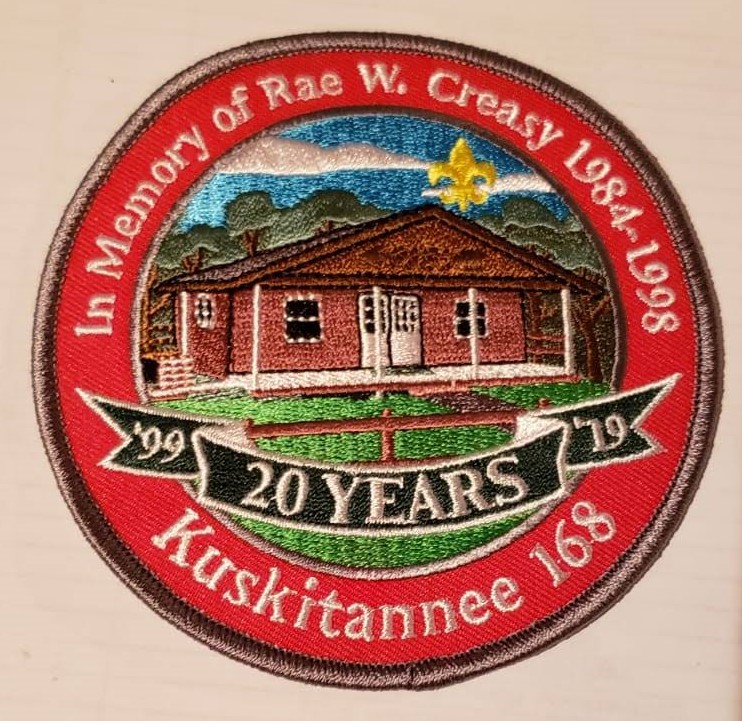 In Memory of Rae W. Creasy 1984-1998
'99 20 YEARS '19
Kuskitannee 168